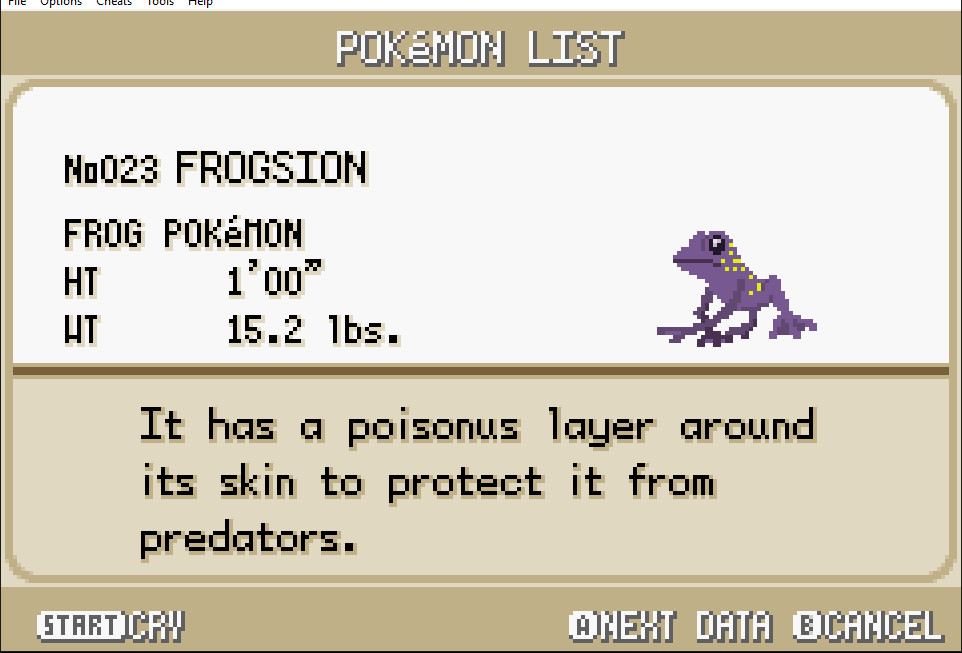 File Options Cheats Tools Help
POKéMON LIST
No023 FROGSION
FROG POKéMON
HT 1'00"
WT 15.2 lbs.
It has a poisonus layer around
its skin to protect it from
predators.
START CRY A NEXT DATA B CANCEL